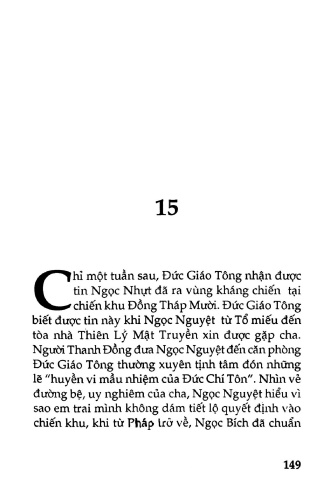 15
Chỉ một tuần sau, Đức Giáo Tông nhận được
tin Ngọc Nhựt đã ra vùng kháng chiến tại
chiến khu Đồng Tháp Mười. Đức Giáo Tông
biết được tin này khi Ngọc Nguyệt từ Tổ miếu đến
tòa nhà Thiên Lý Mật Truyền xin được gặp cha.
Người Thanh Đồng đưa Ngọc Nguyệt đến căn phòng
Đức Giáo Tông thường xuyên tịnh tâm đón những
lẽ “huyền vi mầu nhiệm của Đức Chí Tôn”. Nhìn vẻ
đường bệ, uy nghiêm của cha, Ngọc Nguyệt hiểu vì
sao em trai mình không dám tiết lộ quyết định vào
chiến khu, khi từ Pháp trở về, Ngọc Bích đã chuẩn
149